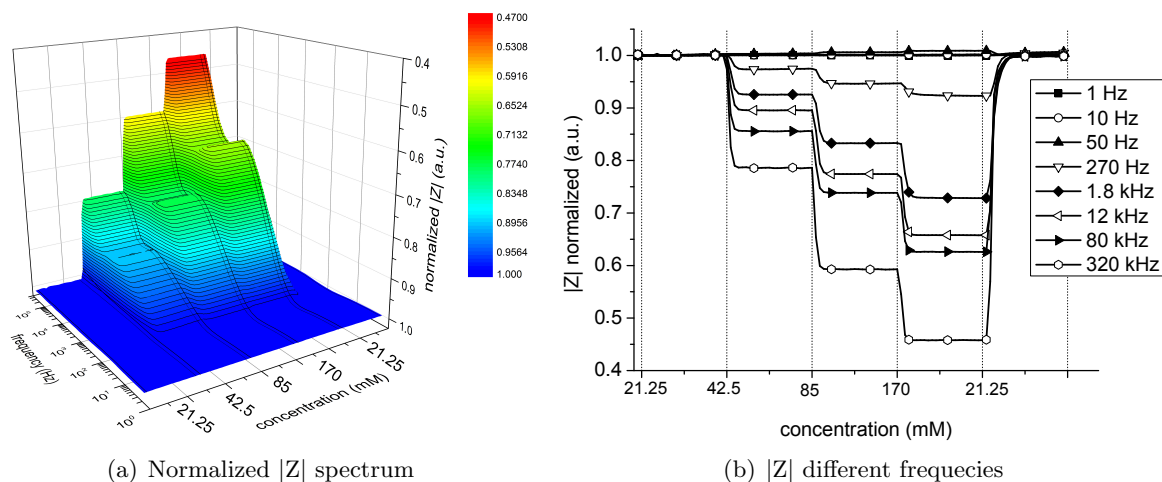 0.4700
0.5308
0.5916
0.6524
0.7132
0.7740
0.8348
0.8956
0.9564
1.000
0.4
0.5
0.6
0.7
0.8
0.9
1.0
normalized |Z| (a.u.)
frequency (Hz)
10⁰
21.25
42.5
85
170
21.25
concentration (mM)
(a) Normalized |Z| spectrum
|Z| normalized (a.u.)
1.0
0.9
0.8
0.7
0.6
0.5
0.4
21.25
42.5
85
170
21.25
concentration (mM)
1 Hz
10 Hz
50 Hz
270 Hz
1.8 kHz
12 kHz
80 kHz
320 kHz
(b) |Z| different frequecies